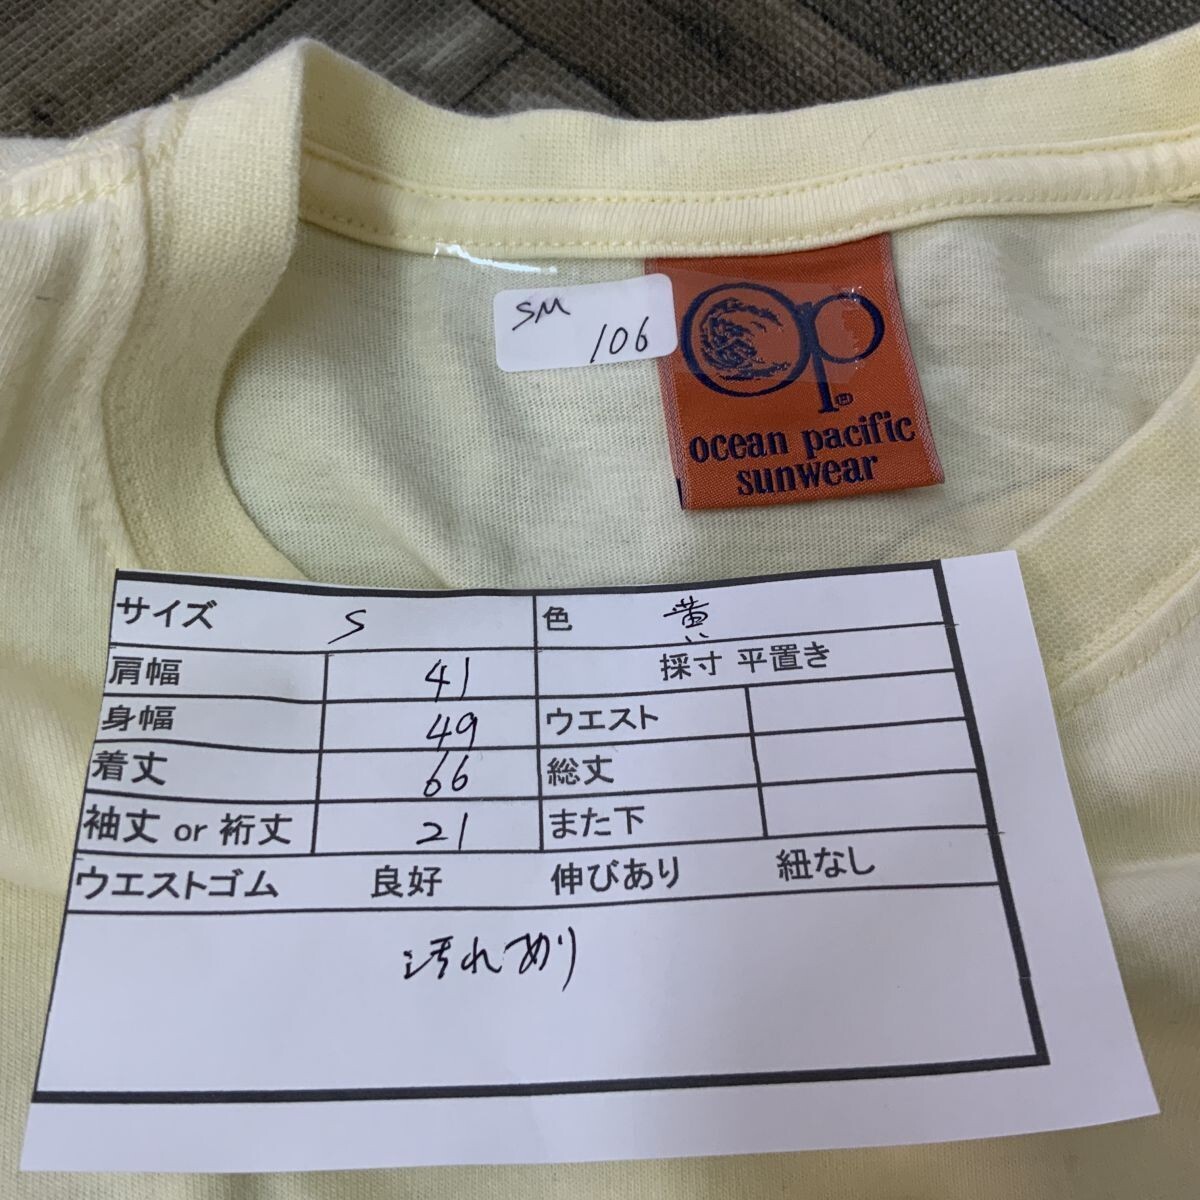 SM
106
Op
ocean pacific
sunwear
サイズ S 色 黄
肩幅 41 採寸 平置き
身幅 49 ウエスト
着丈 66 総丈
袖丈 or 裄丈 21 また下
ウエストゴム 良好 伸びあり 紐なし
汚れあり